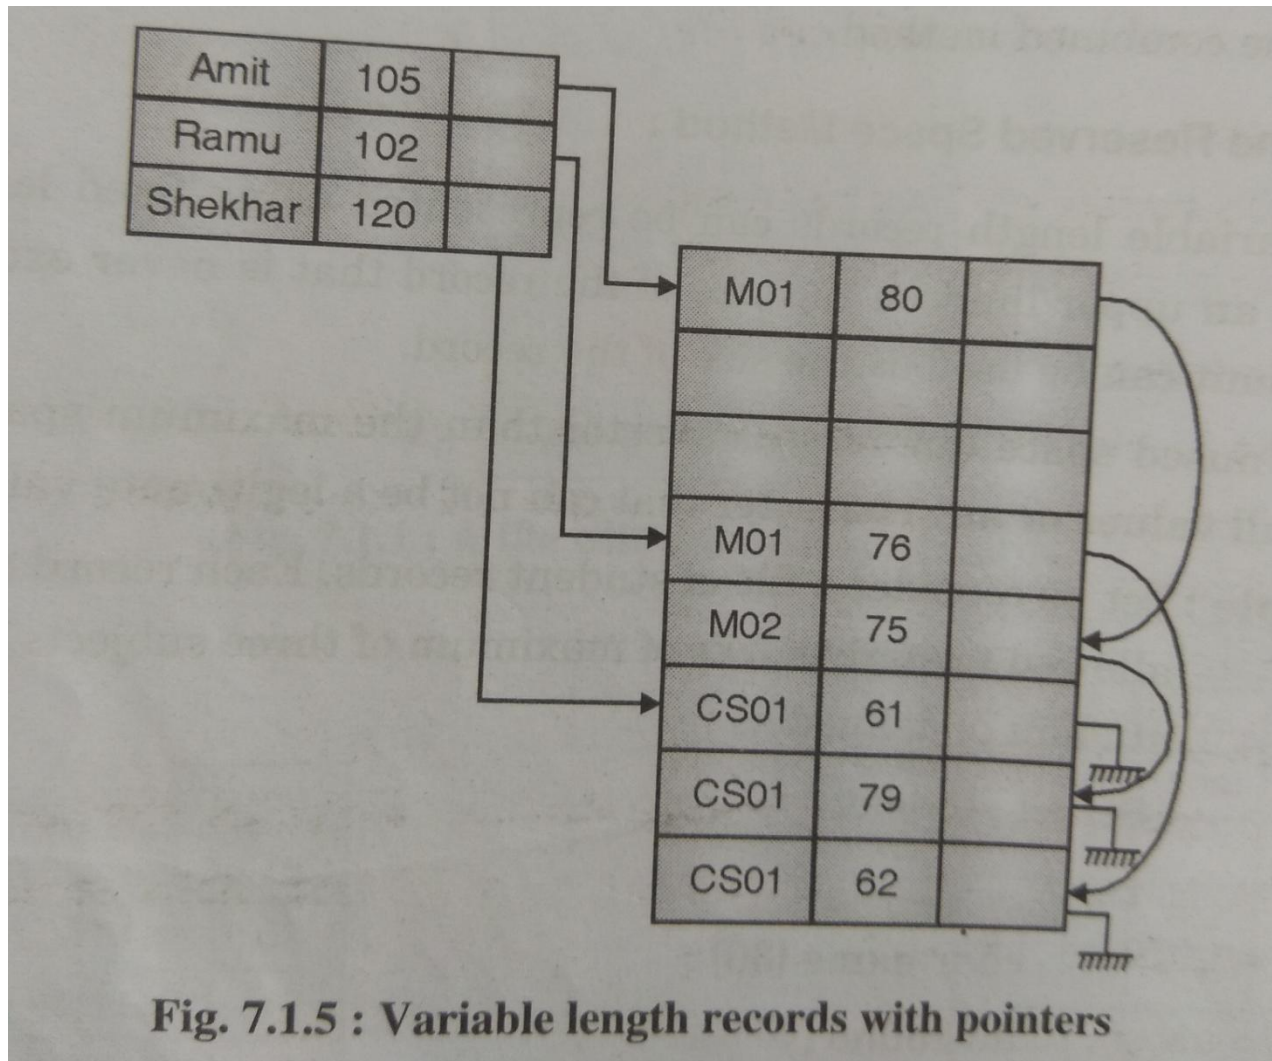 Amit 105
Ramu 102
Shekhar 120
M01 80
M01 76
M02 75
CS01 61
CS01 79
CS01 62
Fig. 7.1.5 : Variable length records with pointers